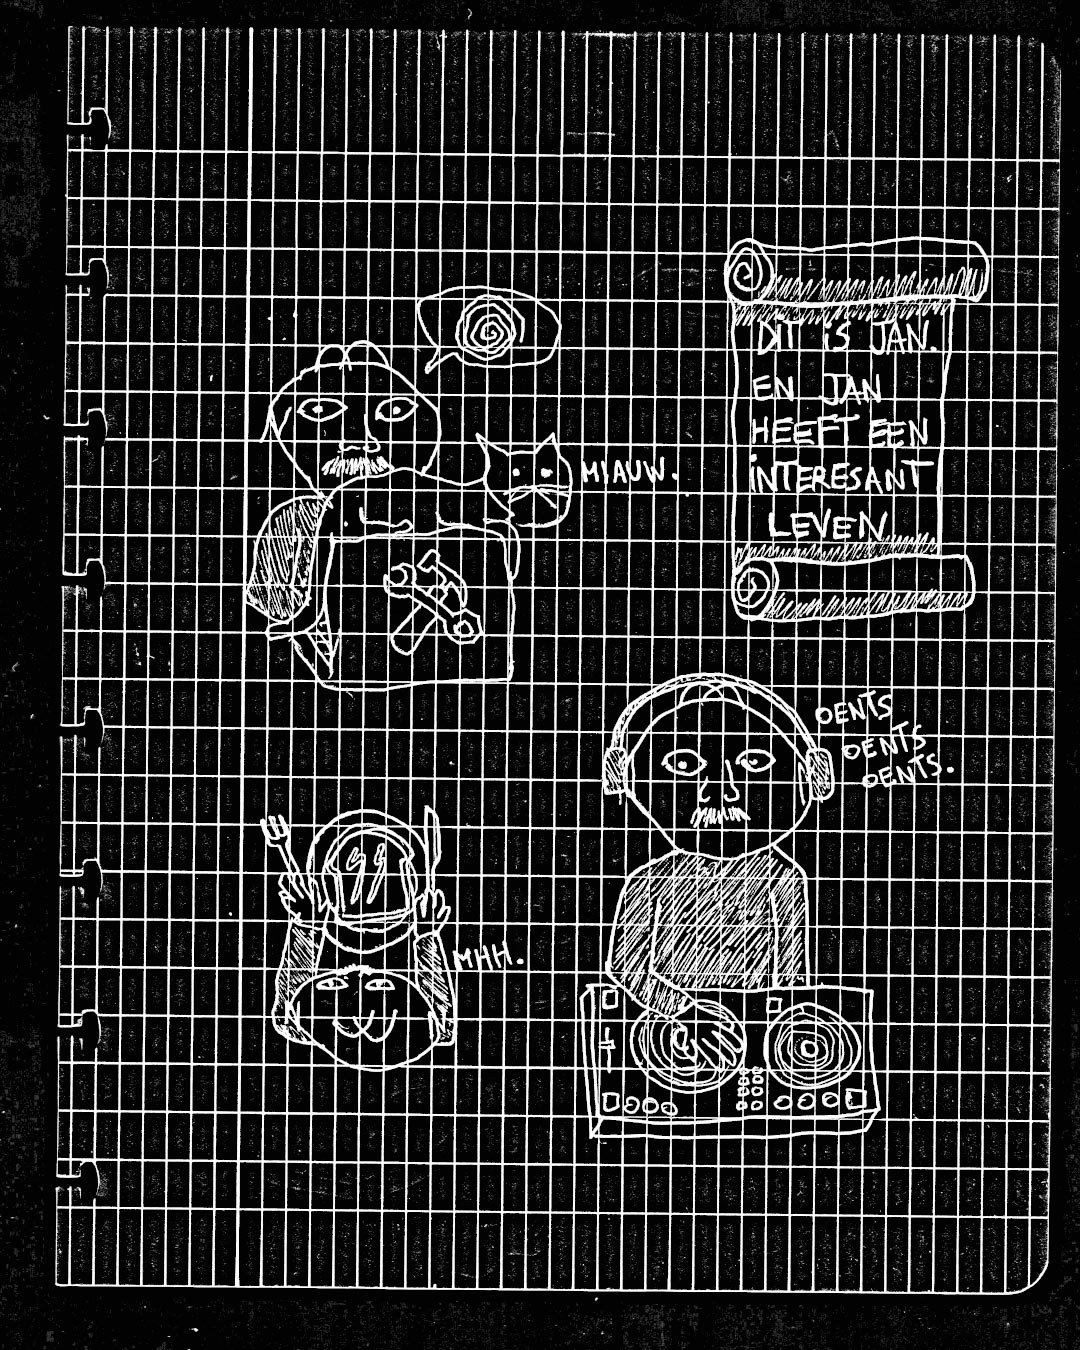 DIT IS JAN.
EN JAN
HEEFT EEN
INTERESANT
LEVEN
MIAUW.
OENTS
OENTS
OENTS.
MHH.